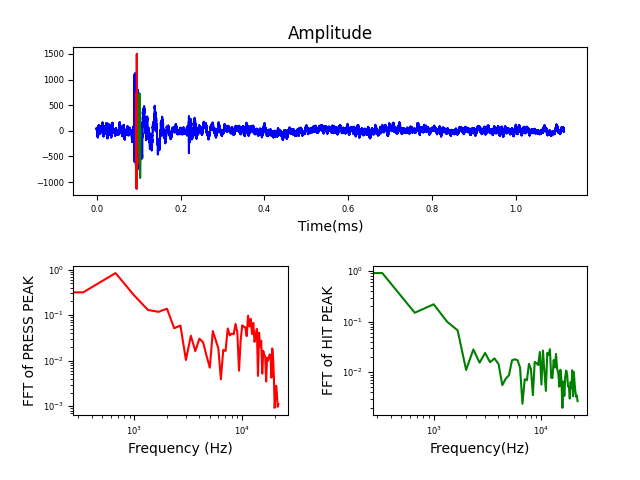 Amplitude
1500
1000
500
0
−500
−1000
0.0 0.2 0.4 0.6 0.8 1.0
Time(ms)
FFT of PRESS PEAK
10⁰
10⁻¹
10⁻²
10⁻³
10³ 10⁴
Frequency (Hz)
FFT of HIT PEAK
10⁰
10⁻¹
10⁻²
10³ 10⁴
Frequency(Hz)